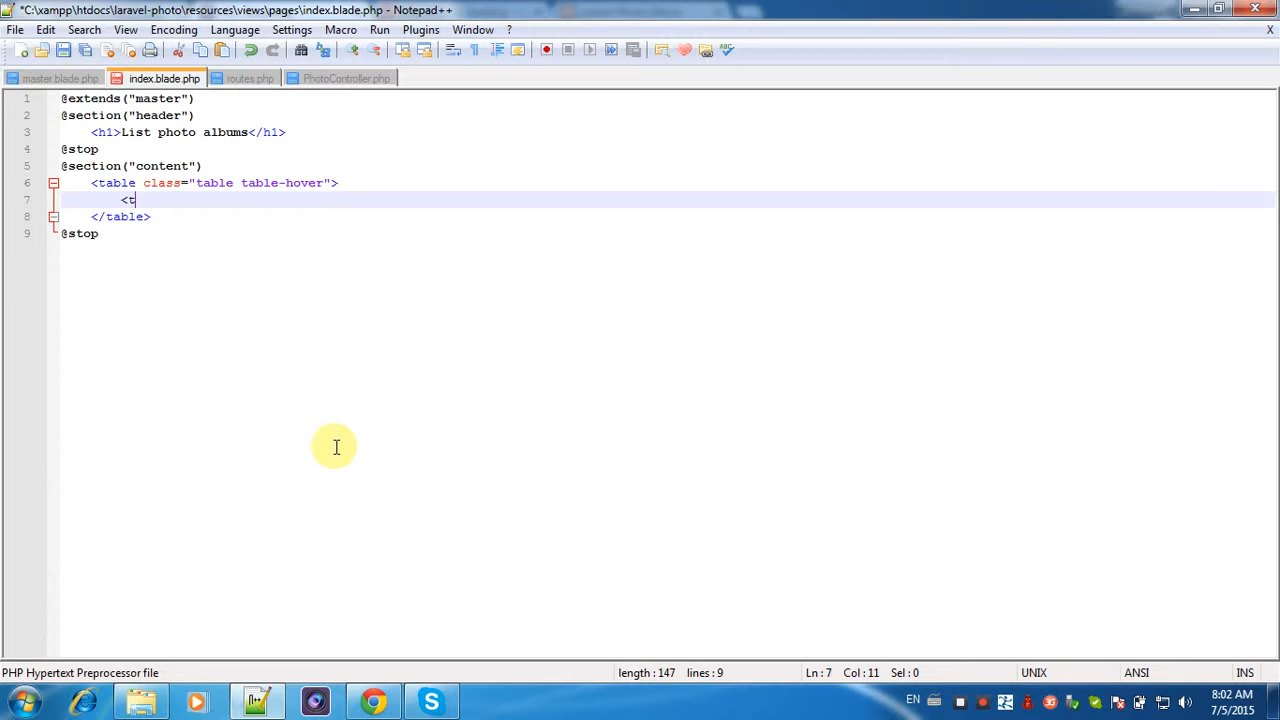 *C:\xampp\htdocs\laravel-photo\resources\views\pages\index.blade.php - Notepad++
File Edit Search View Encoding Language Settings Macro Run Plugins Window ? X
master.blade.php index.blade.php routes.php PhotoController.php
1 @extends("master")
2 @section("header")
3 <h1>List photo albums</h1>
4 @stop
5 @section("content")
6 <table class="table table-hover">
7 <t
8 </table>
9 @stop
PHP Hypertext Preprocessor file length : 147 lines : 9 Ln : 7 Col : 11 Sel : 0 UNIX ANSI INS
EN 8:02 AM
7/5/2015